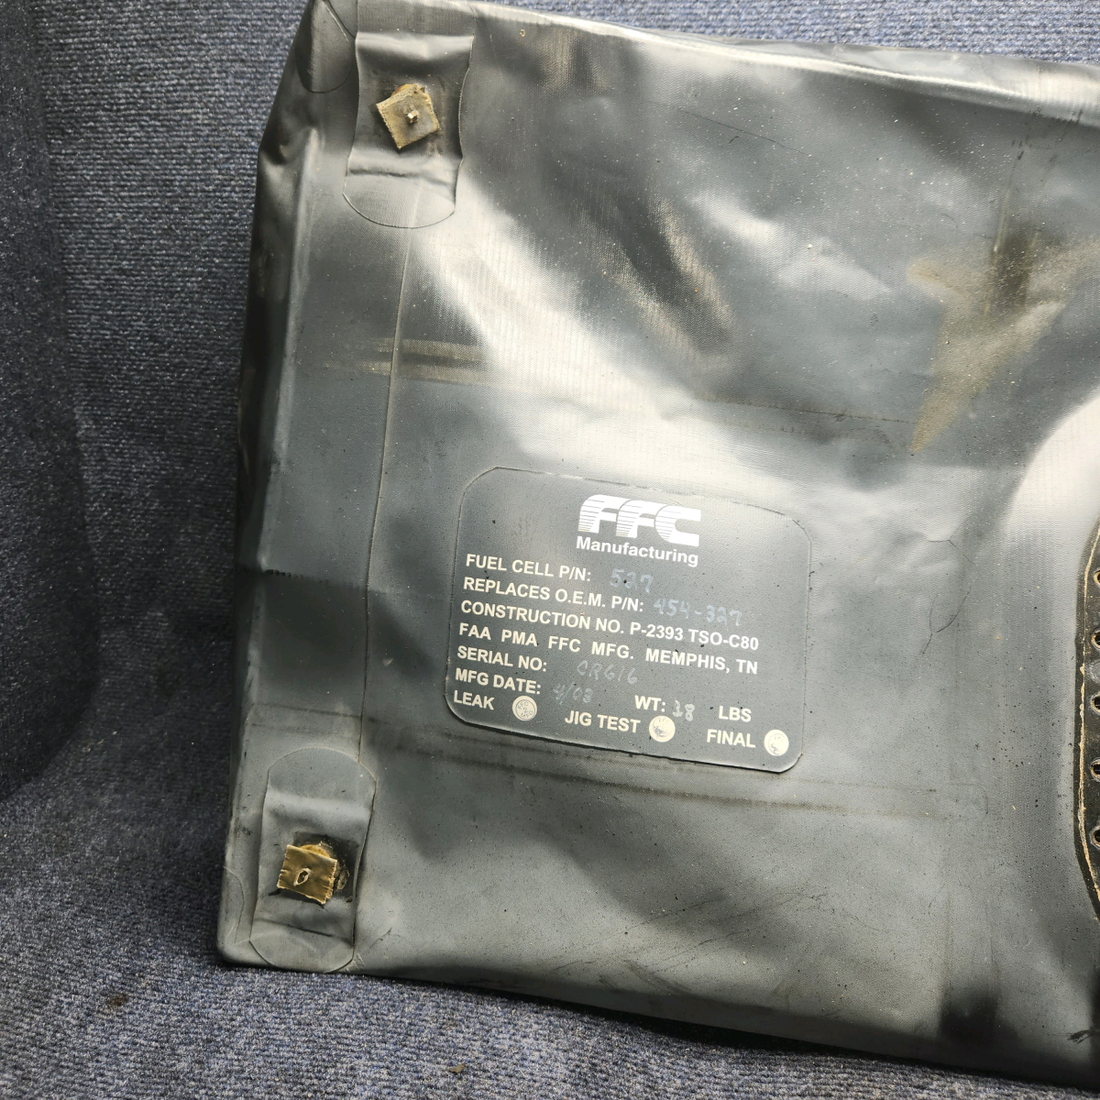 FFC
Manufacturing
FUEL CELL P/N: 527
REPLACES O.E.M. P/N: 454-327
CONSTRUCTION NO. P-2393 TSO-C80
FAA PMA FFC MFG. MEMPHIS, TN
SERIAL NO: CR616
MFG DATE: 4/03 WT: 38 LBS
LEAK JIG TEST FINAL